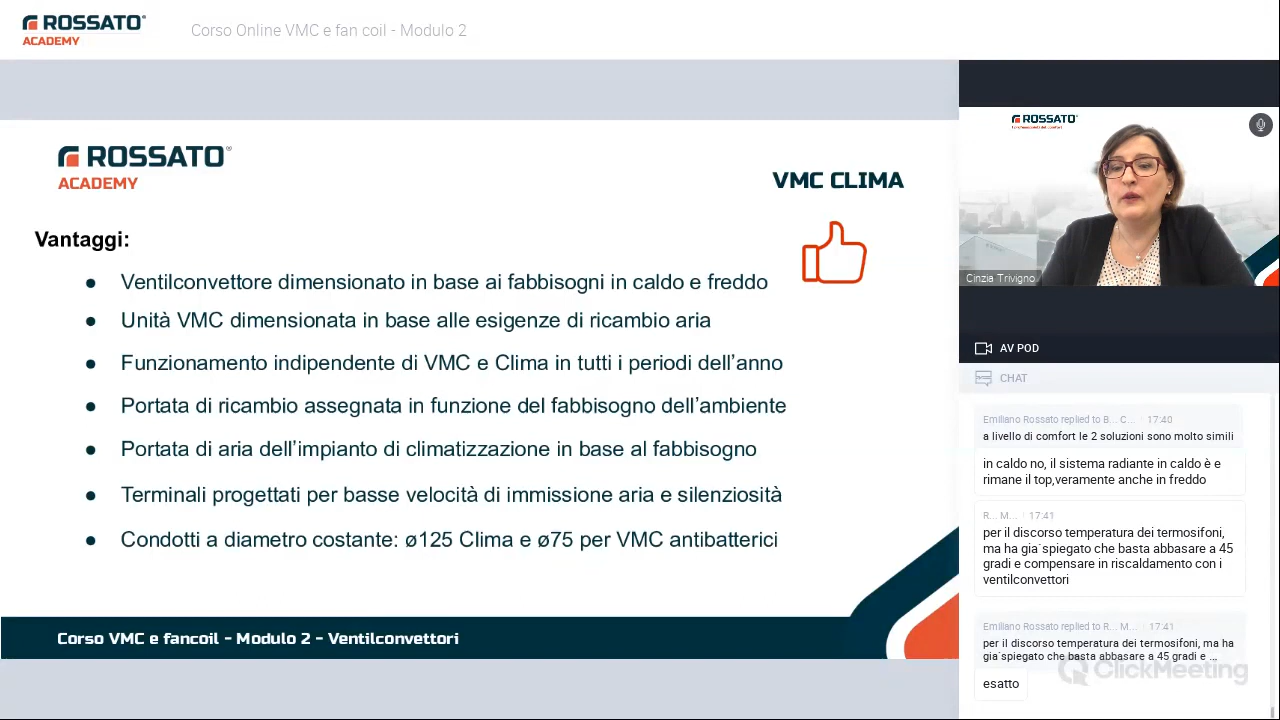 ROSSATO®
ACADEMY
Corso Online VMC e fan coil - Modulo 2
ROSSATO®
ACADEMY
VMC CLIMA
Vantaggi:
● Ventilconvettore dimensionato in base ai fabbisogni in caldo e freddo
● Unità VMC dimensionata in base alle esigenze di ricambio aria
● Funzionamento indipendente di VMC e Clima in tutti i periodi dell’anno
● Portata di ricambio assegnata in funzione del fabbisogno dell’ambiente
● Portata di aria dell’impianto di climatizzazione in base al fabbisogno
● Terminali progettati per basse velocità di immissione aria e silenziosità
● Condotti a diametro costante: ø125 Clima e ø75 per VMC antibatterici
Corso VMC e fancoil - Modulo 2 - Ventilconvettori
ROSSATO®
Cinzia Trivigno
AV POD
CHAT
Emiliano Rossato replied to B... C... 17:40
a livello di comfort le 2 soluzioni sono molto simili
in caldo no, il sistema radiante in caldo è e
rimane il top,veramente anche in freddo
R... M... 17:41
per il discorso temperatura dei termosifoni,
ma ha gia`spiegato che basta abbasare a 45
gradi e compensare in riscaldamento con i
ventilconvettori
Emiliano Rossato replied to R... M... 17:41
per il discorso temperatura dei termosifoni, ma ha
gia`spiegato che basta abbasare a 45 gradi e ...
esatto
ClickMeeting